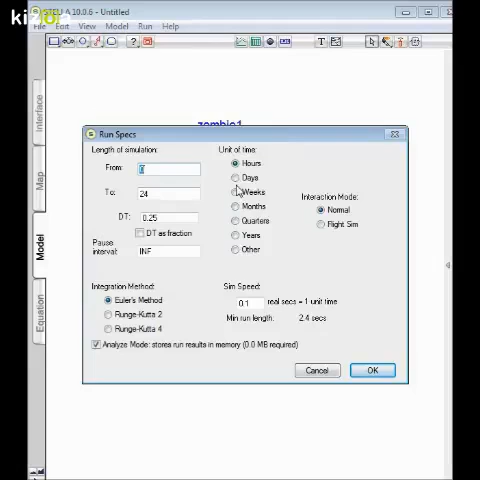 kizoa
STELLA 10.0.6 - Untitled
File Edit View Model Run Help
Interface
Map
Model
Equation
zombie1
Run Specs
Length of simulation:
From: 0
To: 24
DT: 0.25
DT as fraction
Pause interval: INF
Unit of time:
Hours
Days
Weeks
Months
Quarters
Years
Other
Interaction Mode:
Normal
Flight Sim
Integration Method:
Euler's Method
Runge-Kutta 2
Runge-Kutta 4
Sim Speed:
0.1 real secs = 1 unit time
Min run length: 2.4 secs
Analyze Mode: stores run results in memory (0.0 MB required)
Cancel
OK